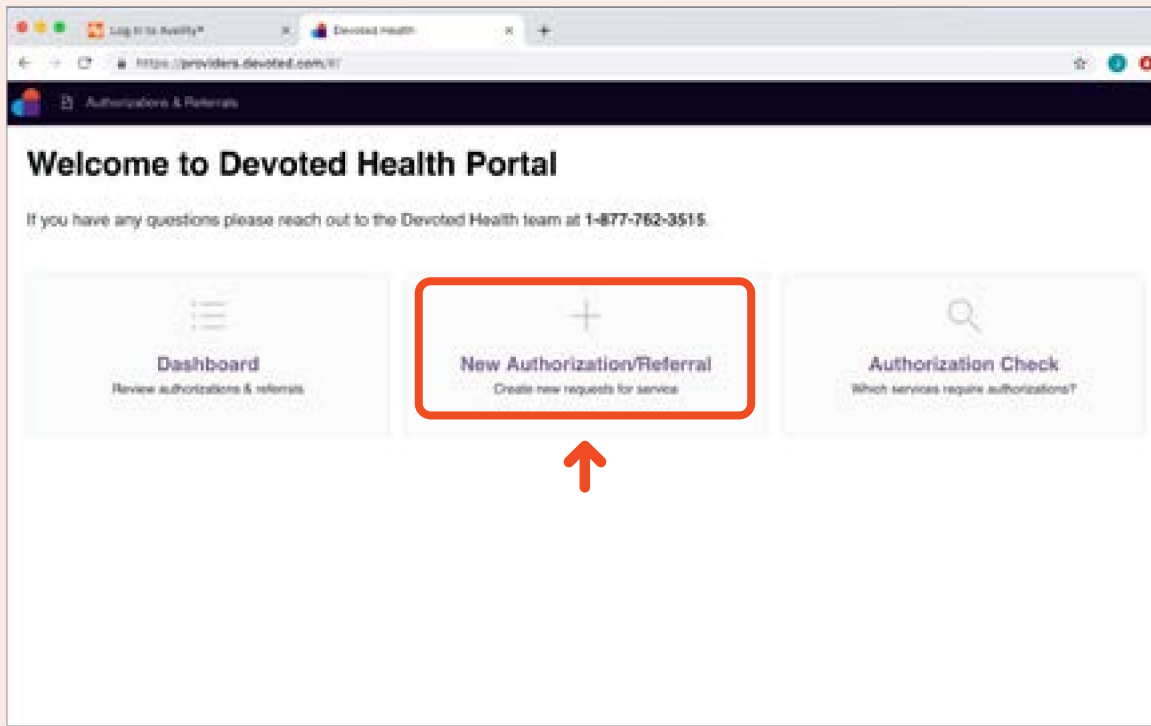 Log In to Availity®
Devoted Health
https://providers.devoted.com/#/
Authorizations & Referrals
Welcome to Devoted Health Portal
If you have any questions please reach out to the Devoted Health team at 1-877-762-3515.
Dashboard
Review authorizations & referrals
New Authorization/Referral
Create new requests for service
Authorization Check
Which services require authorizations?